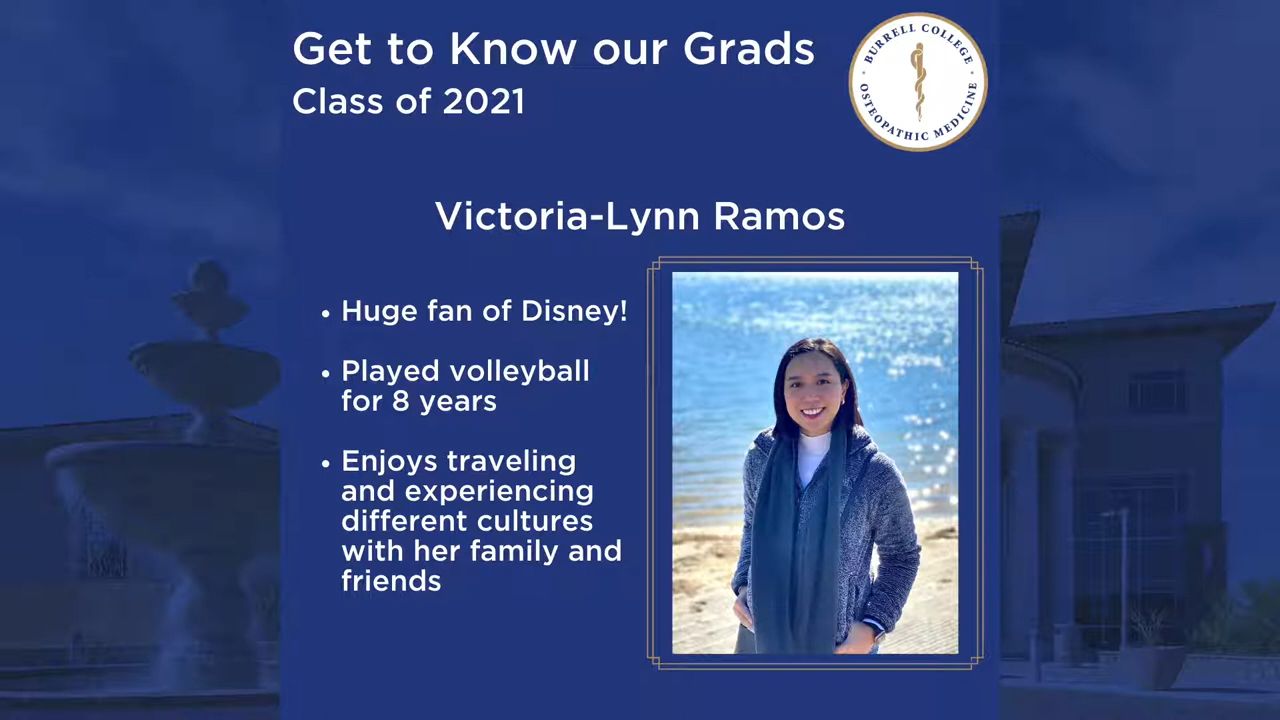 Get to Know our Grads
Class of 2021
BURRELL COLLEGE
OSTEOPATHIC MEDICINE
Victoria-Lynn Ramos
• Huge fan of Disney!
• Played volleyball
for 8 years
• Enjoys traveling
and experiencing
different cultures
with her family and
friends